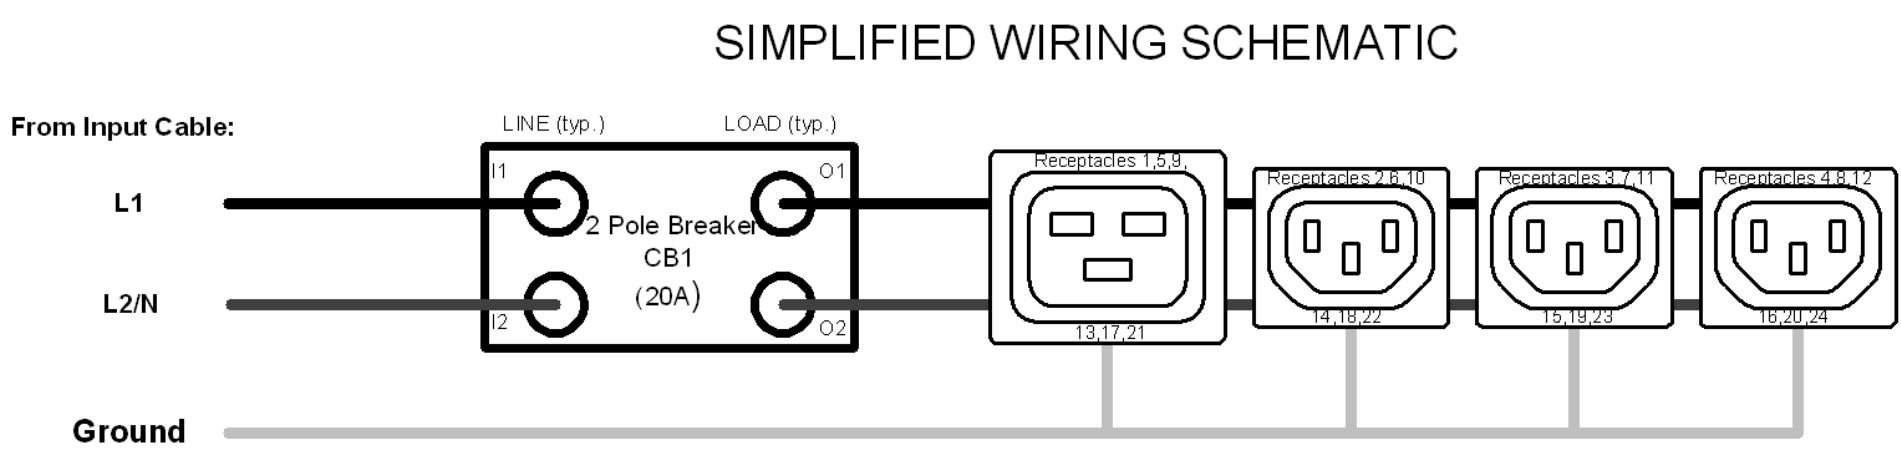 SIMPLIFIED WIRING SCHEMATIC
From Input Cable:
LINE (typ.)
LOAD (typ.)
I1
O1
L1
2 Pole Breaker
CB1
(20A)
L2/N
I2
O2
Receptacles 1,5,9,
13,17,21
Receptacles 2,6,10
14,18,22
Receptacles 3,7,11
15,19,23
Receptacles 4,8,12
16,20,24
Ground